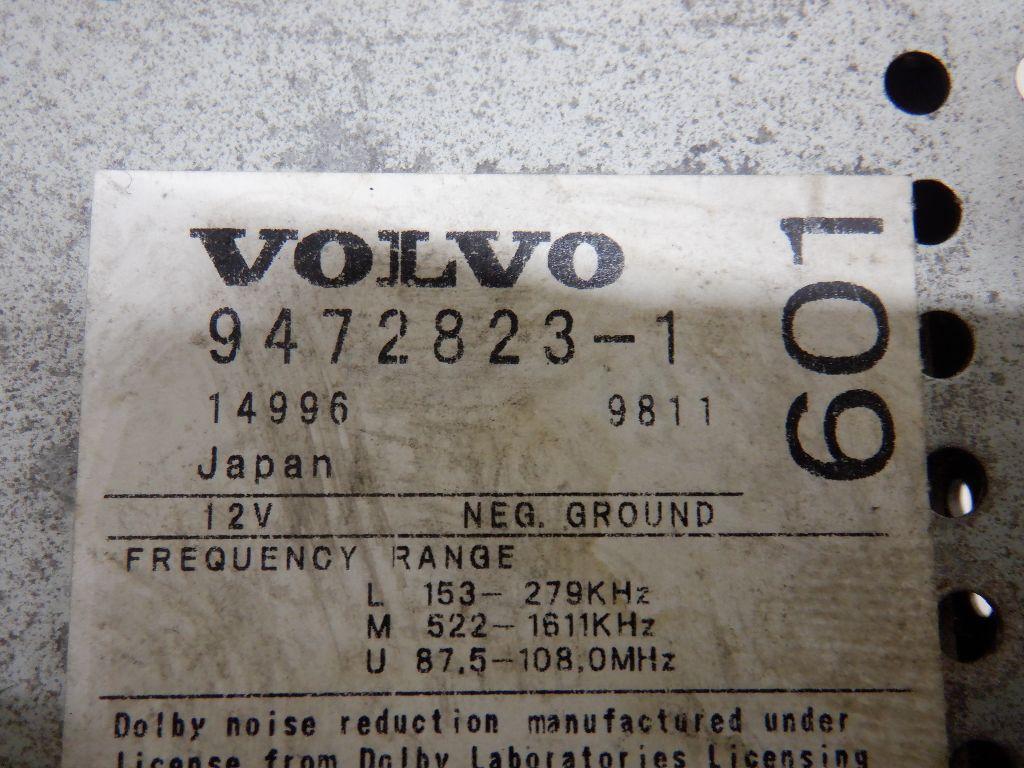 VOLVO
9472823-1
14996 9811
Japan
12V NEG. GROUND
FREQUENCY RANGE
L 153- 279KHz
M 522-1611KHz
U 87.5-108.0MHz
Dolby noise reduction manufactured under
License from Dolby Laboratories Licensing
109